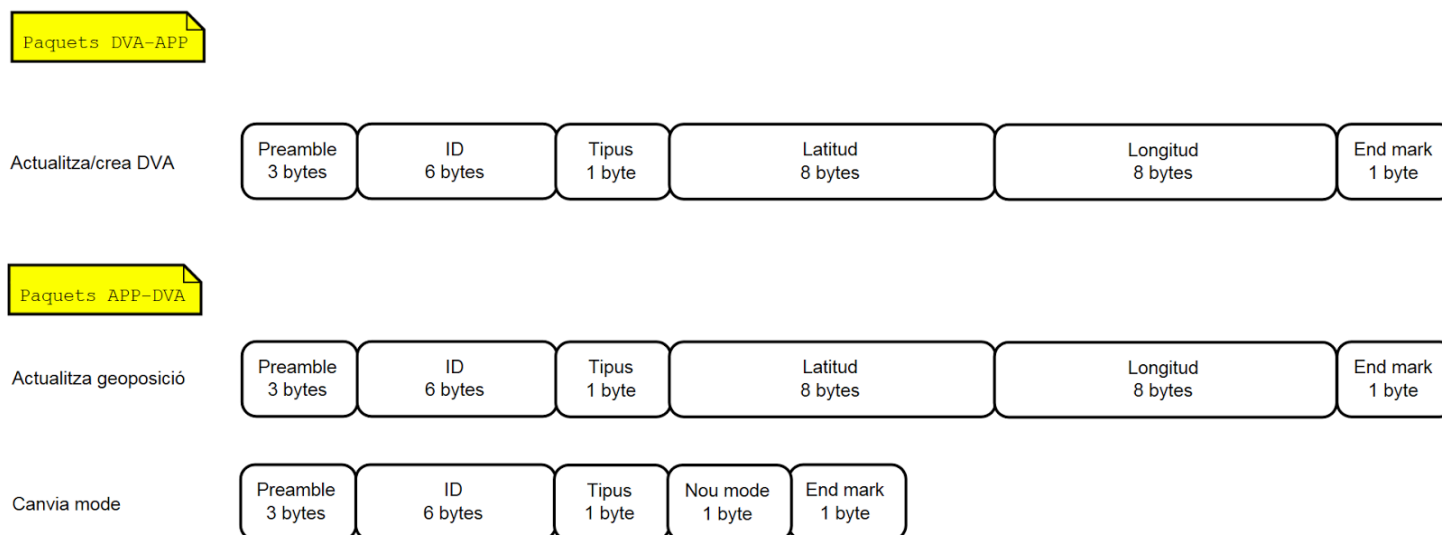 Paquets DVA-APP
Actualitza/crea DVA
Preamble
3 bytes
ID
6 bytes
Tipus
1 byte
Latitud
8 bytes
Longitud
8 bytes
End mark
1 byte
Paquets APP-DVA
Actualitza geoposició
Preamble
3 bytes
ID
6 bytes
Tipus
1 byte
Latitud
8 bytes
Longitud
8 bytes
End mark
1 byte
Canvia mode
Preamble
3 bytes
ID
6 bytes
Tipus
1 byte
Nou mode
1 byte
End mark
1 byte